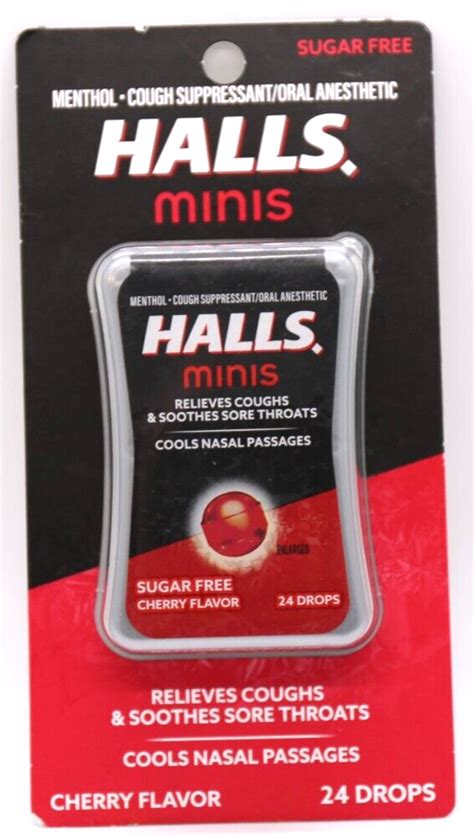 SUGAR FREE
MENTHOL • COUGH SUPPRESSANT/ORAL ANESTHETIC
HALLS.
minis
MENTHOL • COUGH SUPPRESSANT/ORAL ANESTHETIC
HALLS.
minis
RELIEVES COUGHS
& SOOTHES SORE THROATS
COOLS NASAL PASSAGES
ENLARGED
SUGAR FREE
CHERRY FLAVOR 24 DROPS
RELIEVES COUGHS
& SOOTHES SORE THROATS
COOLS NASAL PASSAGES
CHERRY FLAVOR 24 DROPS